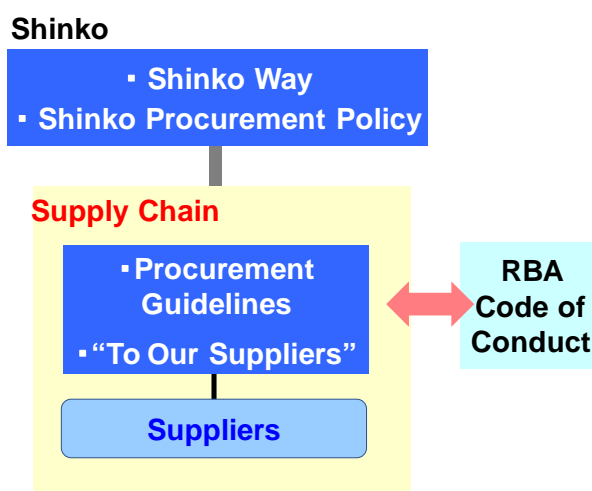 Shinko
▪ Shinko Way
▪ Shinko Procurement Policy
Supply Chain
▪Procurement
Guidelines
▪“To Our Suppliers”
Suppliers
RBA
Code of
Conduct